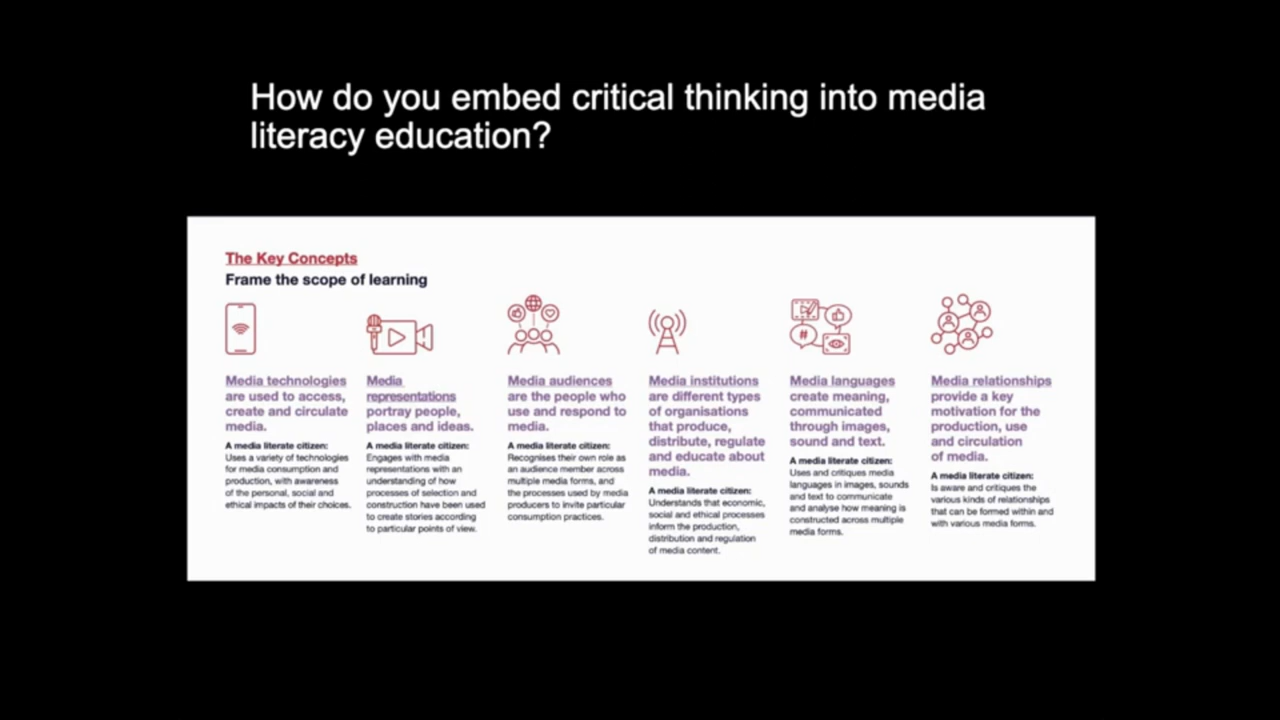 How do you embed critical thinking into media
literacy education?
The Key Concepts
Frame the scope of learning
Media technologies
are used to access,
create and circulate
media.
A media literate citizen:
Uses a variety of technologies
for media consumption and
production, with awareness
of the personal, social and
ethical impacts of their choices.
Media
representations
portray people,
places and ideas.
A media literate citizen:
Engages with media
representations with an
understanding of how
processes of selection and
construction have been used
to create stories according
to particular points of view.
Media audiences
are the people who
use and respond to
media.
A media literate citizen:
Recognises their own role as
an audience member across
multiple media forms, and
the processes used by media
producers to invite particular
consumption practices.
Media institutions
are different types
of organisations
that produce,
distribute, regulate
and educate about
media.
A media literate citizen:
Understands that economic,
social and ethical processes
inform the production,
distribution and regulation
of media content.
#
Media languages
create meaning,
communicated
through images,
sound and text.
A media literate citizen:
Uses and critiques media
languages in images, sounds
and text to communicate
and analyse how meaning is
constructed across multiple
media forms.
Media relationships
provide a key
motivation for the
production, use
and circulation
of media.
A media literate citizen:
Is aware and critiques the
various kinds of relationships
that can be formed within and
with various media forms.